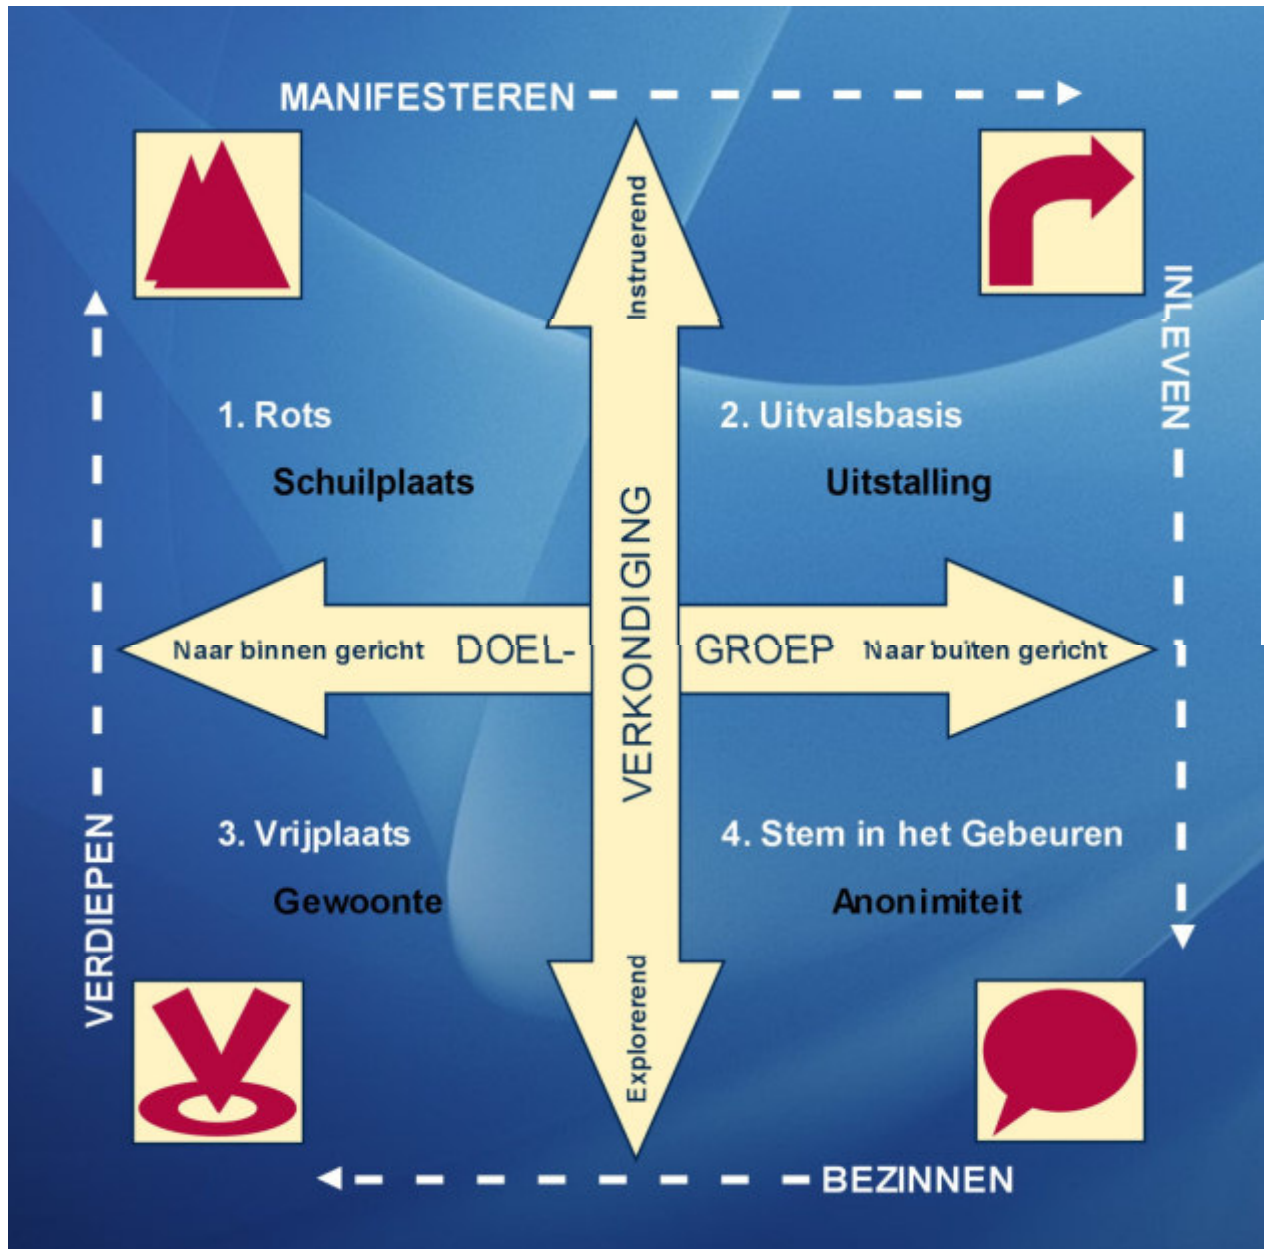 MANIFESTEREN
Instruerend
INLEVEN
1. Rots
Schuilplaats
2. Uitvalsbasis
Uitstalling
VERKONDIGING
Naar binnen gericht DOEL-
GROEP Naar buiten gericht
3. Vrijplaats
Gewoonte
4. Stem in het Gebeuren
Anonimiteit
VERDIEPEN
Explorerend
BEZINNEN